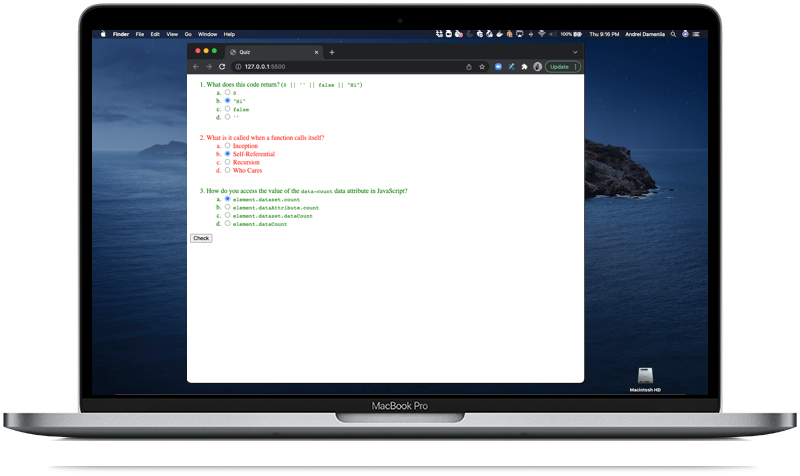 Finder File Edit View Go Window Help 100% Thu 9:16 PM Andrei Dameniia
Quiz
127.0.0.1:5500 Update
1. What does this code return? (0 || '' || false || "Hi")
a. 0
b. "Hi"
c. false
d. ''
2. What is it called when a function calls itself?
a. Inception
b. Self-Referential
c. Recursion
d. Who Cares
3. How do you access the value of the data-count data attribute in JavaScript?
a. element.dataset.count
b. element.dataAttribute.count
c. element.dataset.dataCount
d. element.dataCount
Check
Macintosh HD
MacBook Pro